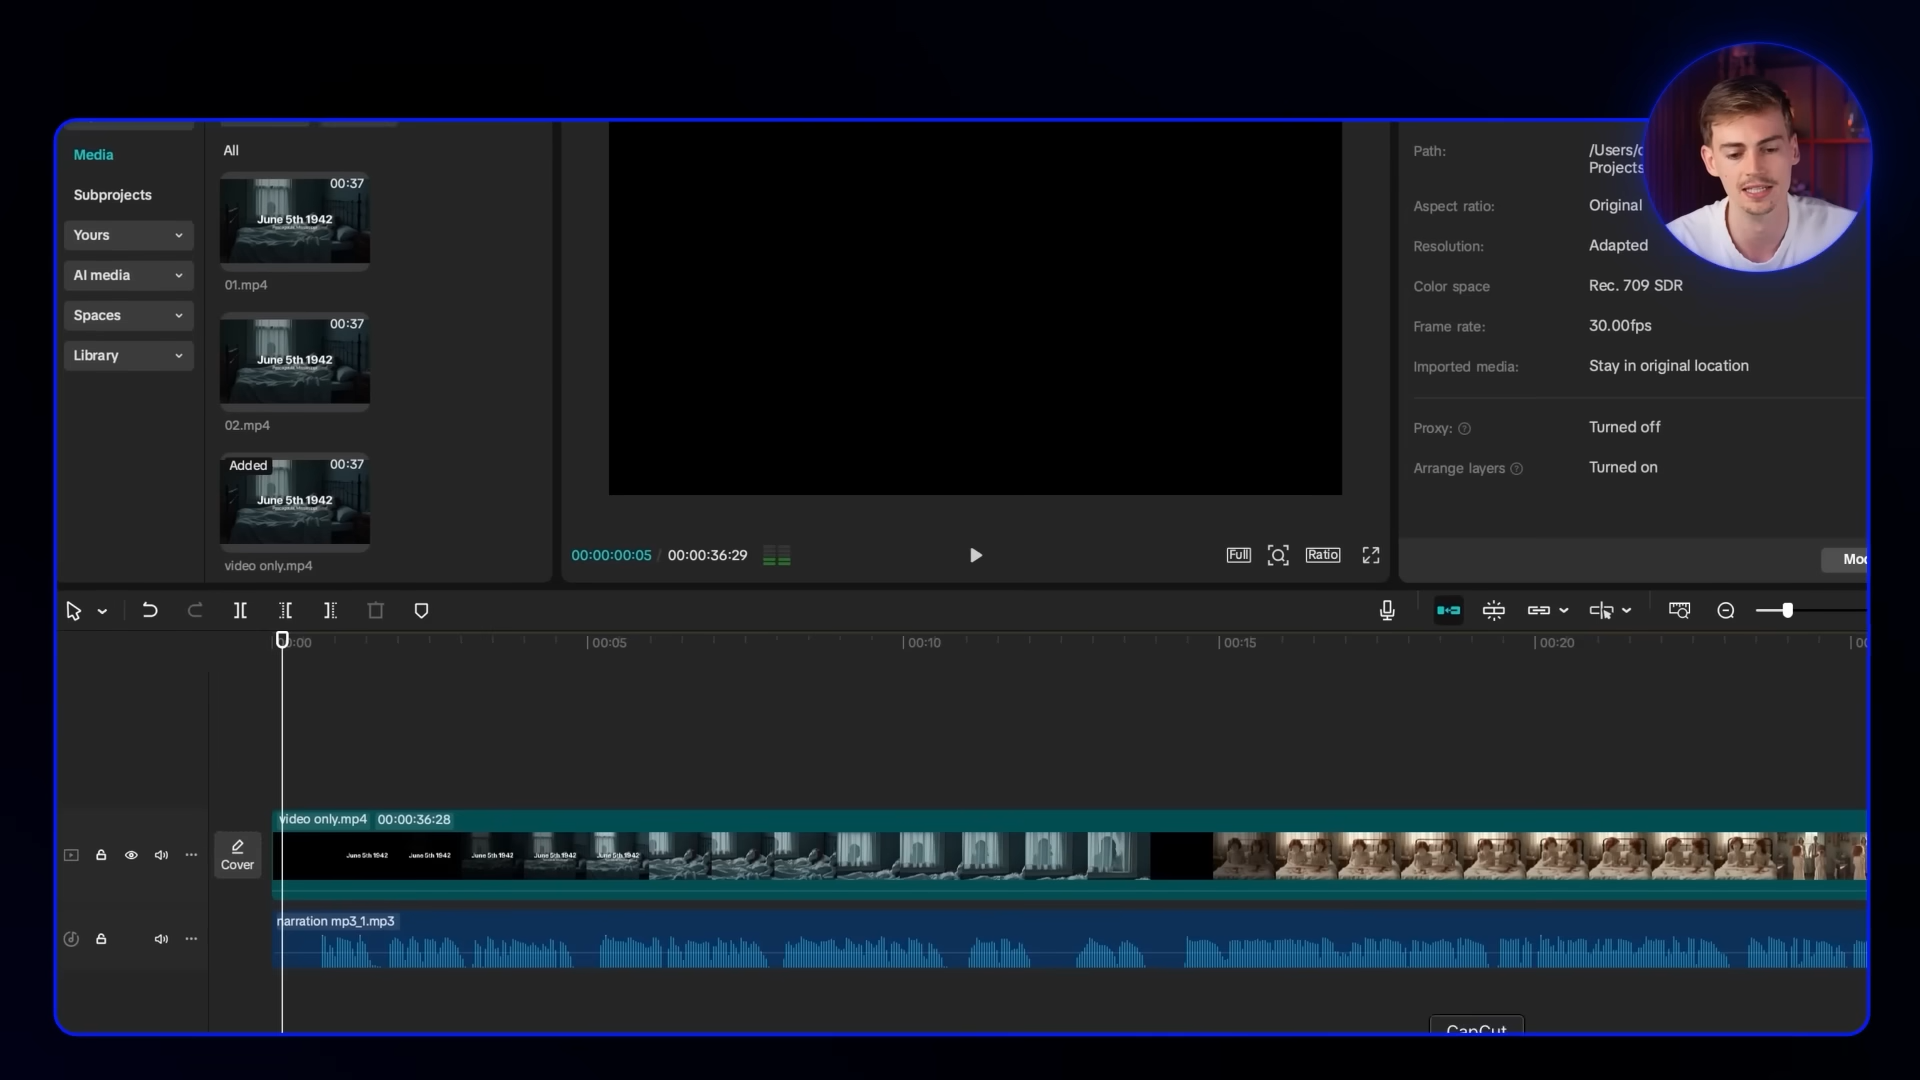 Media
Subprojects
Yours
AI media
Spaces
Library
All
00:37
June 5th 1942
01.mp4
00:37
June 5th 1942
02.mp4
Added
00:37
June 5th 1942
video only.mp4
00:00:00:05 / 00:00:36:29
Full
Ratio
Path:
/Users/
Projects
Aspect ratio:
Original
Resolution:
Adapted
Color space
Rec. 709 SDR
Frame rate:
30.00fps
Imported media:
Stay in original location
Proxy:
Turned off
Arrange layers
Turned on
Mo
00:00
00:05
00:10
00:15
00:20
video only.mp4 00:00:36:28
June 5th 1942 June 5th 1942 June 5th 1942 June 5th 1942 June 5th 1942
Cover
narration mp3_1.mp3
CapCut